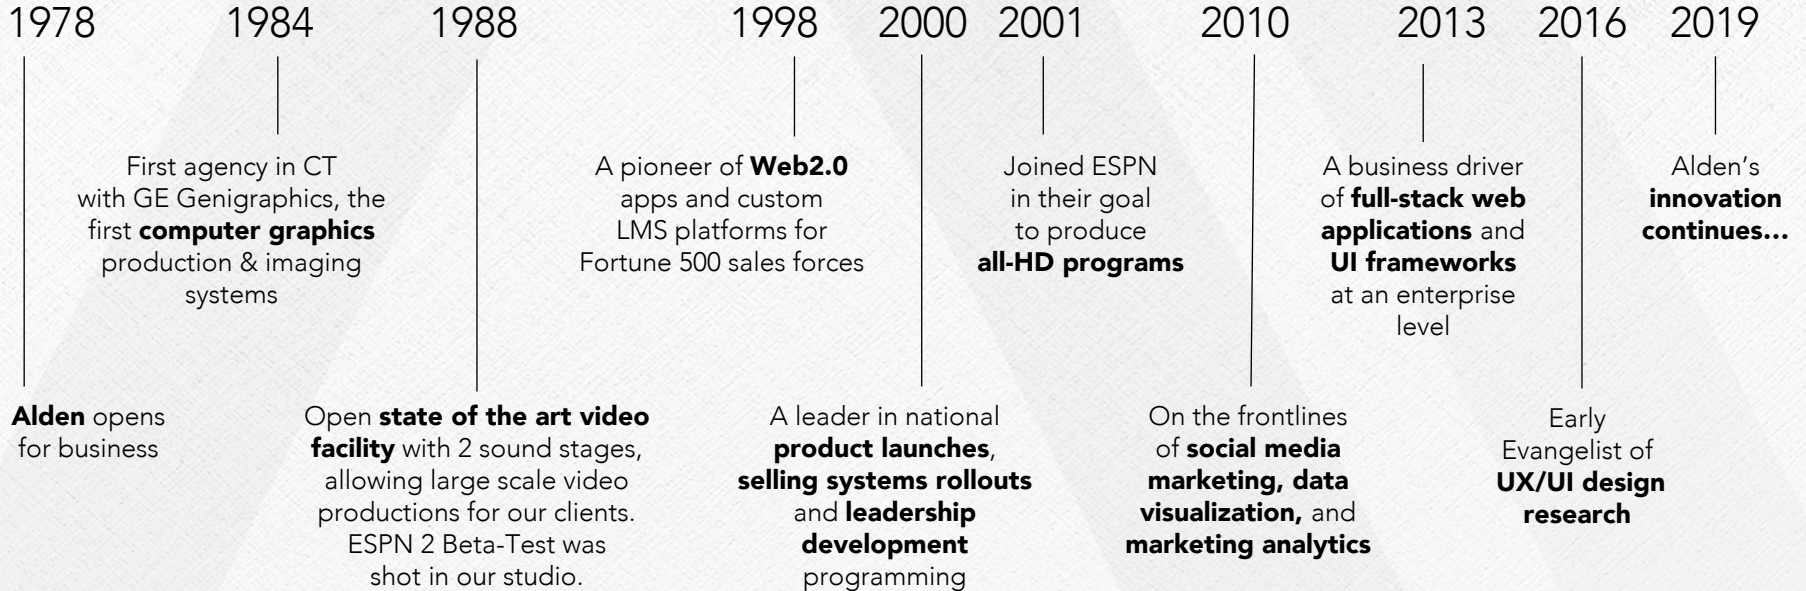 1978
1984
1988
1998
2000
2001
2010
2013
2016
2019
First agency in CT
with GE Genigraphics, the
first computer graphics
production & imaging
systems
A pioneer of Web2.0
apps and custom
LMS platforms for
Fortune 500 sales forces
Joined ESPN
in their goal
to produce
all-HD programs
A business driver
of full-stack web
applications and
UI frameworks
at an enterprise
level
Alden’s
innovation
continues...
Alden opens
for business
Open state of the art video
facility with 2 sound stages,
allowing large scale video
productions for our clients.
ESPN 2 Beta-Test was
shot in our studio.
A leader in national
product launches,
selling systems rollouts
and leadership
development
programming
On the frontlines
of social media
marketing, data
visualization, and
marketing analytics
Early
Evangelist of
UX/UI design
research